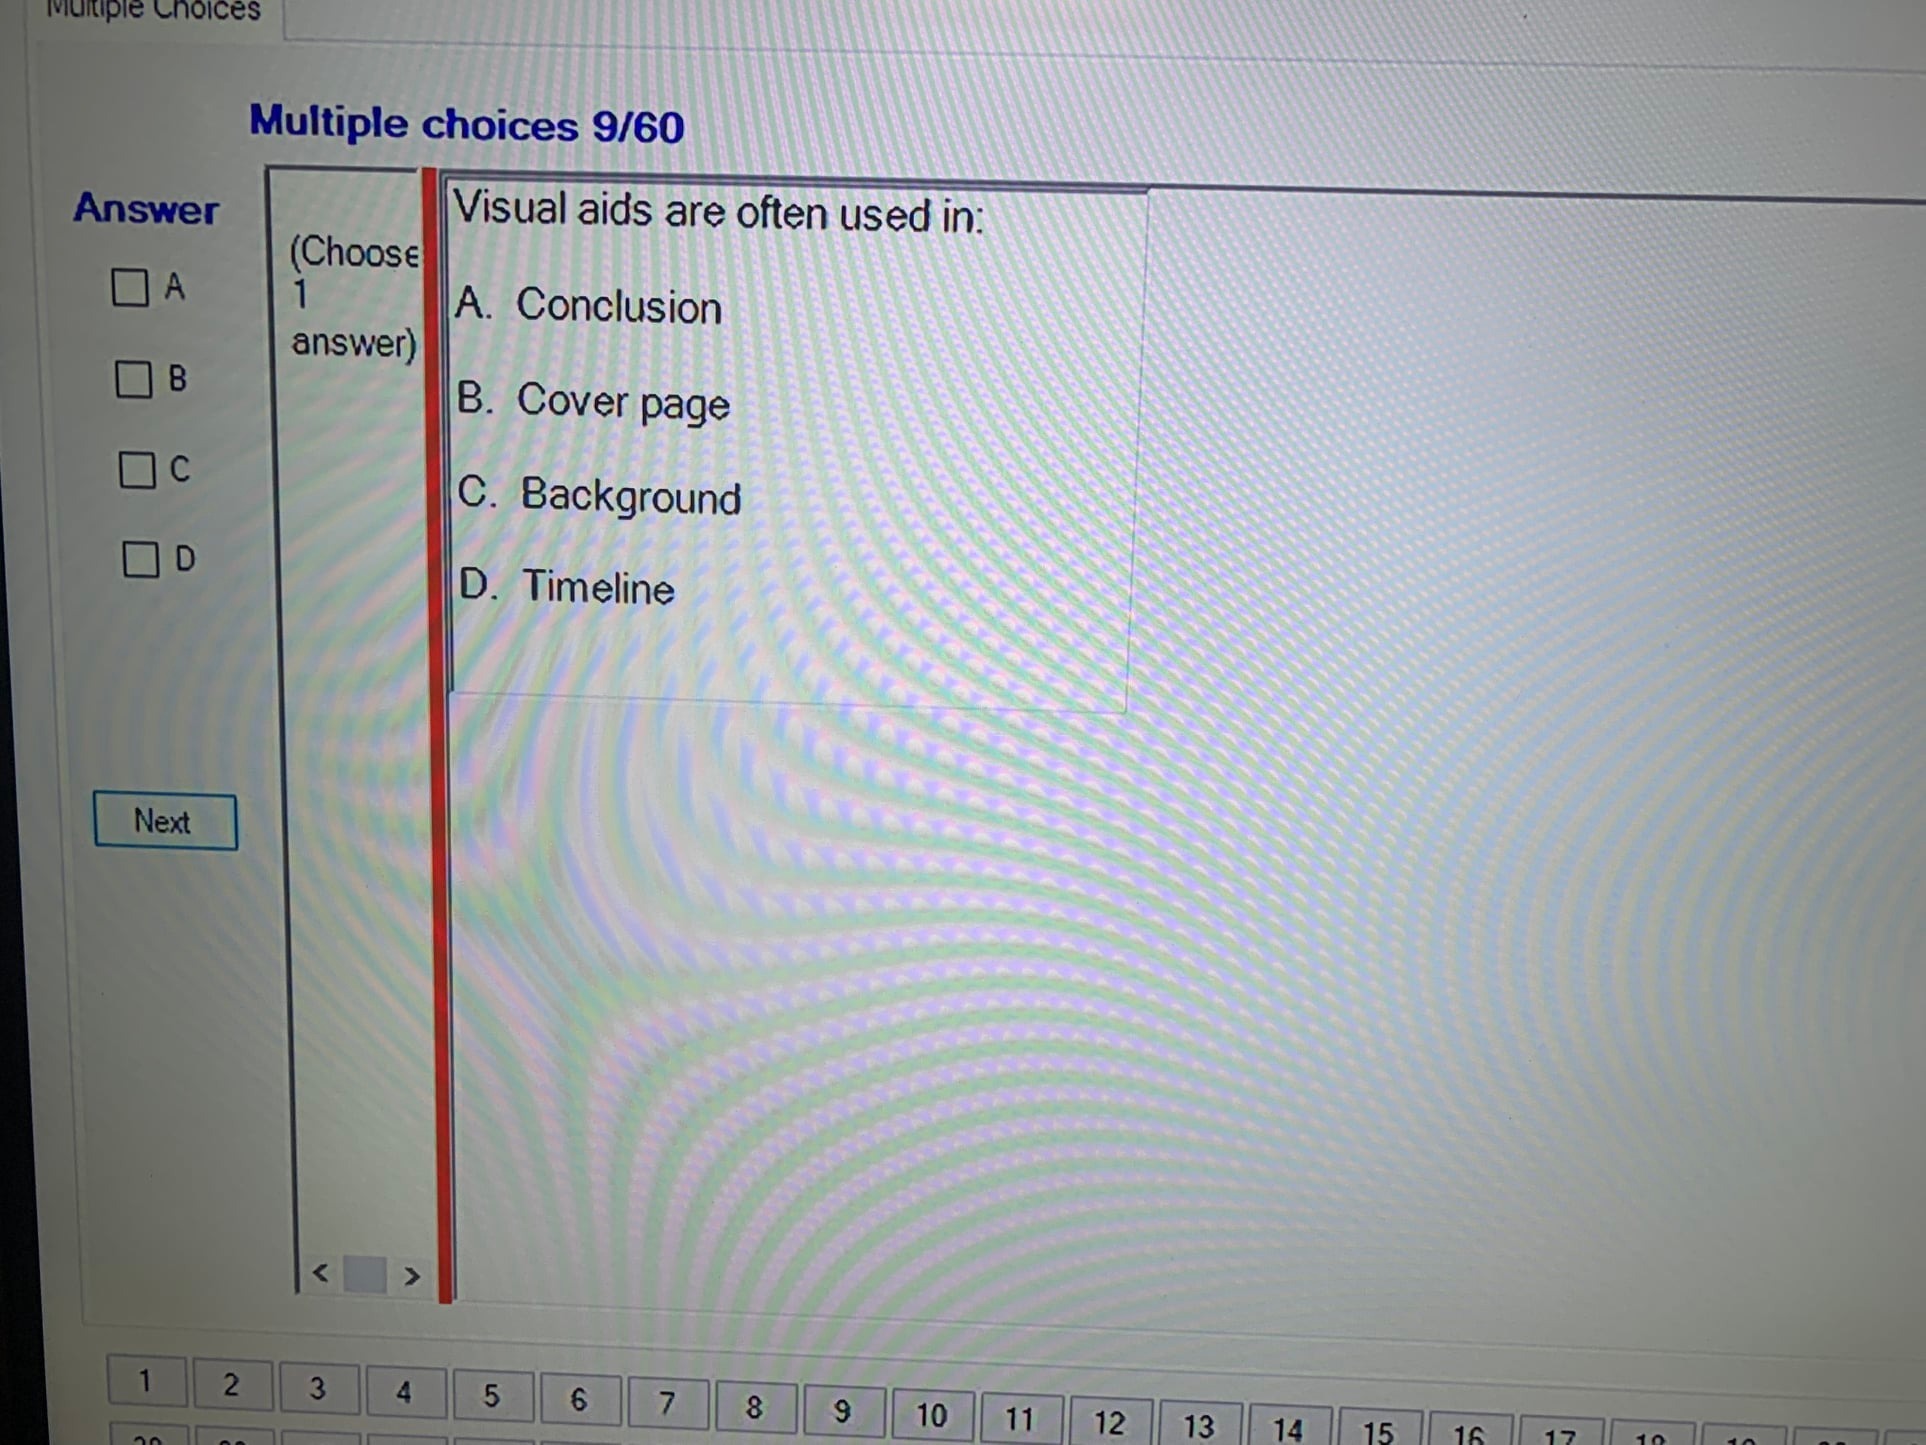 Multiple Choices
Multiple choices 9/60
Answer
A
B
C
D
(Choose
1
answer)
Visual aids are often used in:
A. Conclusion
B. Cover page
C. Background
D. Timeline
Next
< >
1 2 3 4 5 6 7 8 9 10 11 12 13 14 15 16 17